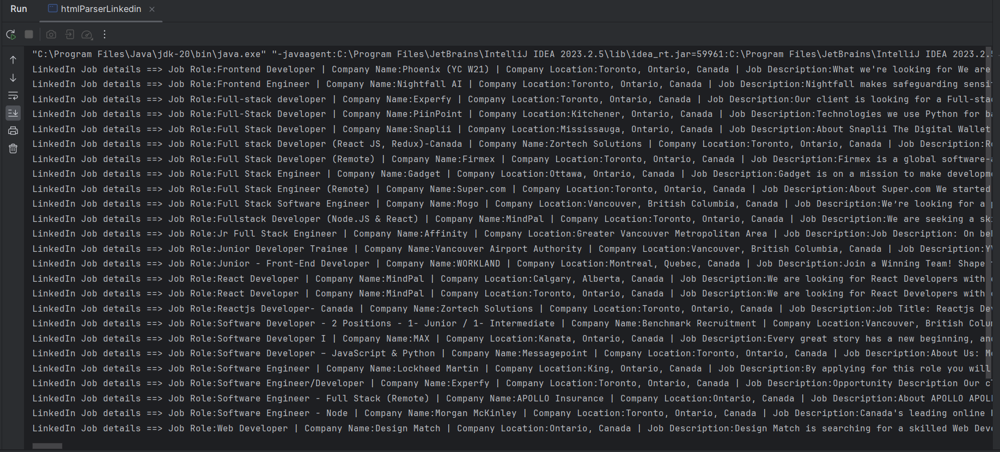 Run htmlParserLinkedin
"C:\Program Files\Java\jdk-20\bin\java.exe" "-javaagent:C:\Program Files\JetBrains\IntelliJ IDEA 2023.2.5\lib\idea_rt.jar=59961:C:\Program Files\JetBrains\IntelliJ IDEA 2023.2.5
LinkedIn Job details ==> Job Role:Frontend Developer | Company Name:Phoenix (YC W21) | Company Location:Toronto, Ontario, Canada | Job Description:What we're looking for We are
LinkedIn Job details ==> Job Role:Frontend Engineer | Company Name:Nightfall AI | Company Location:Toronto, Ontario, Canada | Job Description:Nightfall makes safeguarding sensi
LinkedIn Job details ==> Job Role:Full-stack developer | Company Name:Experfy | Company Location:Toronto, Ontario, Canada | Job Description:Our client is looking for a Full-sta
LinkedIn Job details ==> Job Role:Full-Stack Developer | Company Name:PiinPoint | Company Location:Kitchener, Ontario, Canada | Job Description:Technologies we use Python for ba
LinkedIn Job details ==> Job Role:Full Stack Developer | Company Name:Snaplii | Company Location:Mississauga, Ontario, Canada | Job Description:About Snaplii The Digital Wallet
LinkedIn Job details ==> Job Role:Full stack Developer (React JS, Redux)-Canada | Company Name:Zortech Solutions | Company Location:Toronto, Ontario, Canada | Job Description:Ro
LinkedIn Job details ==> Job Role:Full Stack Developer (Remote) | Company Name:Firmex | Company Location:Toronto, Ontario, Canada | Job Description:Firmex is a global software-a
LinkedIn Job details ==> Job Role:Full Stack Engineer | Company Name:Gadget | Company Location:Ottawa, Ontario, Canada | Job Description:Gadget is on a mission to make developm
LinkedIn Job details ==> Job Role:Full Stack Engineer (Remote) | Company Name:Super.com | Company Location:Toronto, Ontario, Canada | Job Description:About Super.com We started
LinkedIn Job details ==> Job Role:Full Stack Software Engineer | Company Name:Mogo | Company Location:Vancouver, British Columbia, Canada | Job Description:We're looking for a p
LinkedIn Job details ==> Job Role:Fullstack Developer (Node.JS & React) | Company Name:MindPal | Company Location:Toronto, Ontario, Canada | Job Description:We are seeking a sk
LinkedIn Job details ==> Job Role:Jr Full Stack Engineer | Company Name:Affinity | Company Location:Greater Vancouver Metropolitan Area | Job Description:Job Description: On beh
LinkedIn Job details ==> Job Role:Junior Developer Trainee | Company Name:Vancouver Airport Authority | Company Location:Vancouver, British Columbia, Canada | Job Description:YV
LinkedIn Job details ==> Job Role:Junior - Front-End Developer | Company Name:WORKLAND | Company Location:Montreal, Quebec, Canada | Job Description:Join a Winning Team! Shape
LinkedIn Job details ==> Job Role:React Developer | Company Name:MindPal | Company Location:Calgary, Alberta, Canada | Job Description:We are looking for React Developers with
LinkedIn Job details ==> Job Role:React Developer | Company Name:MindPal | Company Location:Toronto, Ontario, Canada | Job Description:We are looking for React Developers with
LinkedIn Job details ==> Job Role:Reactjs Developer- Canada | Company Name:Zortech Solutions | Company Location:Toronto, Ontario, Canada | Job Description:Job Title: Reactjs Dev
LinkedIn Job details ==> Job Role:Software Developer - 2 Positions - 1- Junior / 1- Intermediate | Company Name:Benchmark Recruitment | Company Location:Vancouver, British Colum
LinkedIn Job details ==> Job Role:Software Developer I | Company Name:MAX | Company Location:Kanata, Ontario, Canada | Job Description:Every great story has a new beginning, and
LinkedIn Job details ==> Job Role:Software Developer – JavaScript & Python | Company Name:Messagepoint | Company Location:Toronto, Ontario, Canada | Job Description:About Us: Me
LinkedIn Job details ==> Job Role:Software Engineer | Company Name:Lockheed Martin | Company Location:King, Ontario, Canada | Job Description:By applying for this role you will
LinkedIn Job details ==> Job Role:Software Engineer/Developer | Company Name:Experfy | Company Location:Toronto, Ontario, Canada | Job Description:Opportunity Description Our cl
LinkedIn Job details ==> Job Role:Software Engineer - Full Stack (Remote) | Company Name:APOLLO Insurance | Company Location:Ontario, Canada | Job Description:About APOLLO APOLL
LinkedIn Job details ==> Job Role:Software Engineer - Node | Company Name:Morgan McKinley | Company Location:Toronto, Ontario, Canada | Job Description:Canada's leading online
LinkedIn Job details ==> Job Role:Web Developer | Company Name:Design Match | Company Location:Ontario, Canada | Job Description:Design Match is searching for a skilled Web Deve